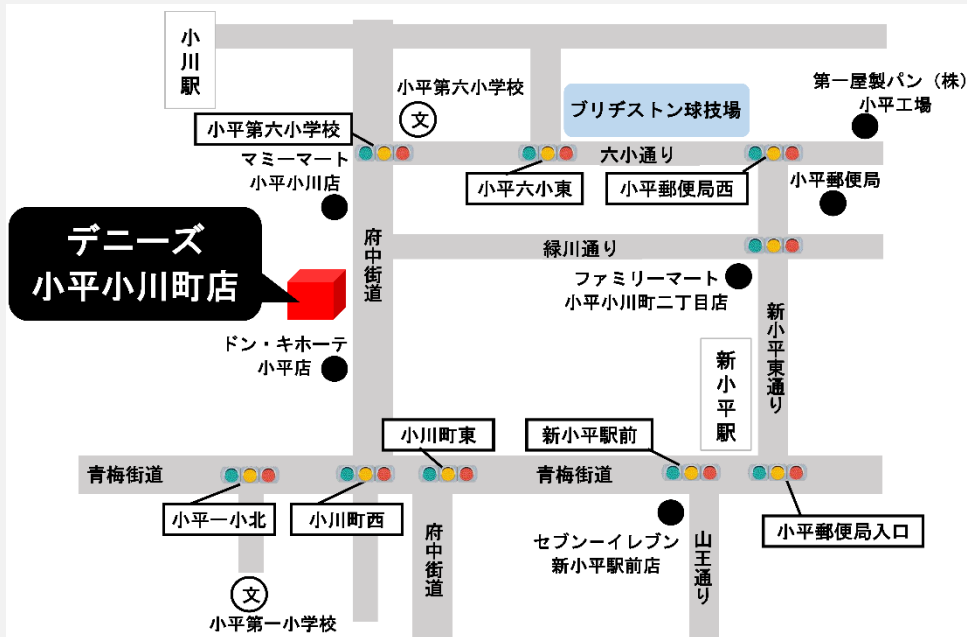 小川駅
小平第六小学校
文
第一屋製パン（株）
小平工場
ブリヂストン球技場
小平第六小学校
六小通り
マミーマート
小平小川店
小平六小東
小平郵便局西
小平郵便局
デニーズ
小平小川町店
府中街道
緑川通り
ファミリーマート
小平小川町二丁目店
新小平東通り
ドン・キホーテ
小平店
新小平駅
小川町東
新小平駅前
青梅街道
青梅街道
小平一小北
小川町西
小平郵便局入口
府中街道
セブンーイレブン
新小平駅前店
山王通り
文
小平第一小学校